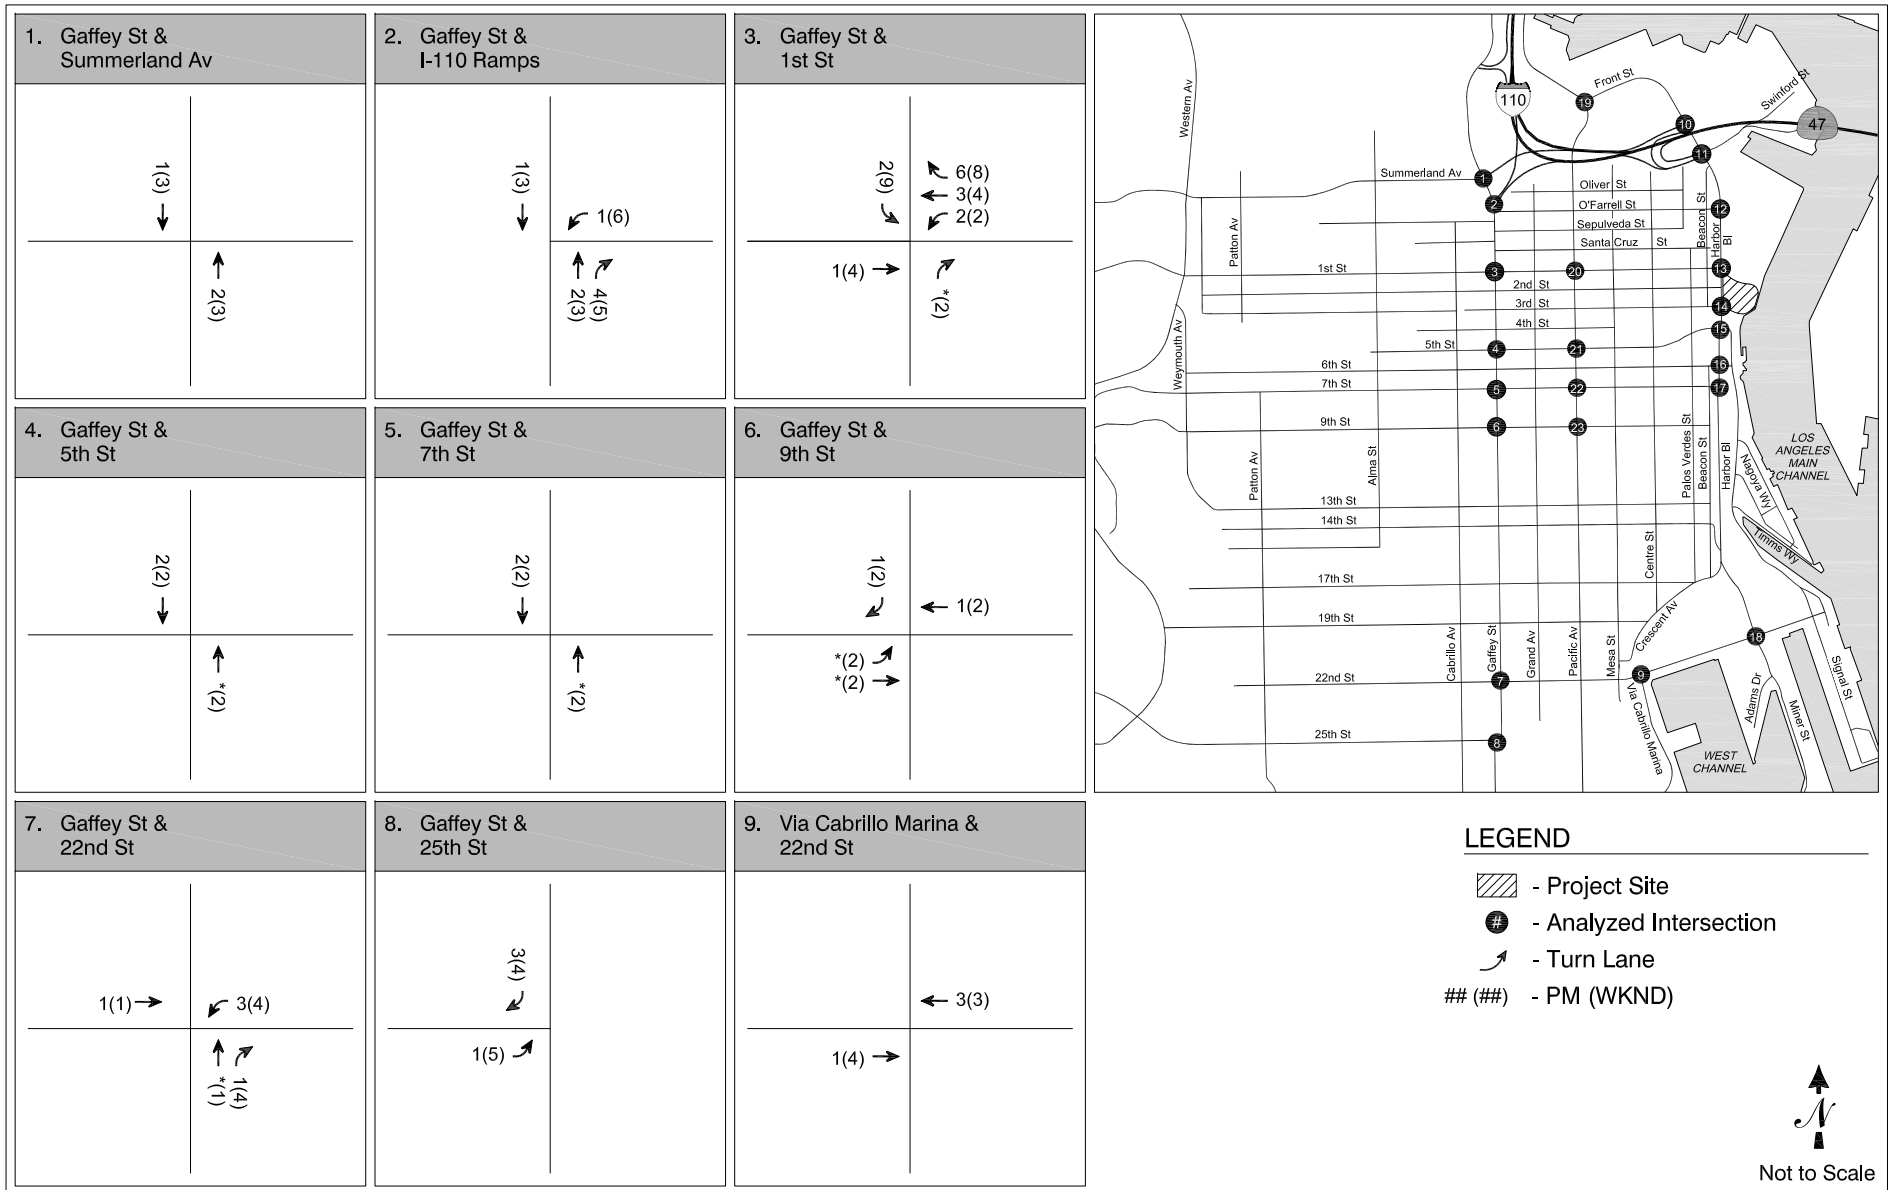 1. Gaffey St &
Summerland Av
1(3)
2(3)
2. Gaffey St &
I-110 Ramps
1(3)
1(6)
2(3)
4(5)
3. Gaffey St &
1st St
2(9)
6(8)
3(4)
2(2)
1(4)
*(2)
4. Gaffey St &
5th St
2(2)
*(2)
5. Gaffey St &
7th St
2(2)
*(2)
6. Gaffey St &
9th St
1(2)
1(2)
*(2)
*(2)
7. Gaffey St &
22nd St
1(1)
3(4)
*(1)
1(4)
8. Gaffey St &
25th St
3(4)
1(5)
9. Via Cabrillo Marina &
22nd St
3(3)
1(4)
110
47
Front St
Swinford St
Western Av
Summerland Av
Oliver St
O'Farrell St
Sepulveda St
Santa Cruz St
Beacon St
Harbor Bl
Patton Av
1st St
2nd St
3rd St
4th St
5th St
6th St
7th St
9th St
Weymouth Av
Patton Av
Alma St
13th St
14th St
17th St
19th St
22nd St
25th St
Cabrillo Av
Gaffey St
Grand Av
Pacific Av
Mesa St
Centre St
Palos Verdes St
Beacon St
Harbor Bl
Nagoya Wy
Timms Wy
Crescent Av
Via Cabrillo Marina
Adams Dr
Miner St
Signal St
LOS
ANGELES
MAIN
CHANNEL
WEST
CHANNEL
1
2
3
4
5
6
7
8
9
10
11
12
13
14
15
16
17
18
19
20
21
22
23
LEGEND
- Project Site
# - Analyzed Intersection
- Turn Lane
## (##) - PM (WKND)
N
Not to Scale